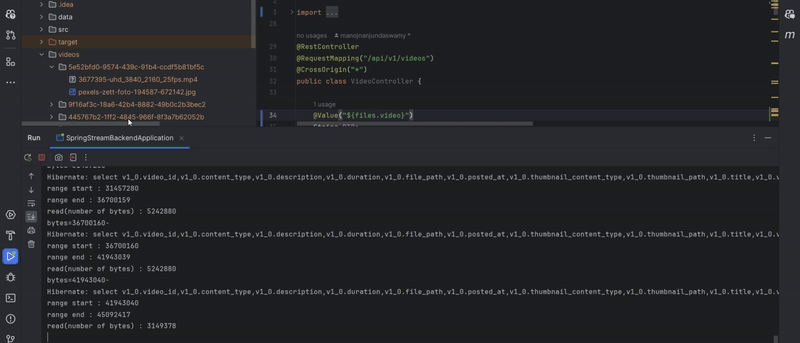 .idea
data
src
target
videos
5e52bfd0-9574-439c-91b4-ccdf5b81bf5c
3677395-uhd_3840_2160_25fps.mp4
pexels-zett-foto-194587-672142.jpg
9f16af3c-18a6-42b4-8882-49b0c2b3bec2
445767b2-1ff2-4845-966f-8f3a7b62052b
3
28
29
30
31
32
33
34
import ...
no usages manojnanjundaswamy *
@RestController
@RequestMapping("/api/v1/videos")
@CrossOrigin("*")
public class VideoController {
1 usage
@Value("${files.video}")
Run SpringStreamBackendApplication
Hibernate: select v1_0.video_id,v1_0.content_type,v1_0.description,v1_0.duration,v1_0.file_path,v1_0.posted_at,v1_0.thumbnail_content_type,v1_0.thumbnail_path,v1_0.title,v1_0.v
range start : 31457280
range end : 36700159
read(number of bytes) : 5242880
bytes=36700160-
Hibernate: select v1_0.video_id,v1_0.content_type,v1_0.description,v1_0.duration,v1_0.file_path,v1_0.posted_at,v1_0.thumbnail_content_type,v1_0.thumbnail_path,v1_0.title,v1_0.v
range start : 36700160
range end : 41943039
read(number of bytes) : 5242880
bytes=41943040-
Hibernate: select v1_0.video_id,v1_0.content_type,v1_0.description,v1_0.duration,v1_0.file_path,v1_0.posted_at,v1_0.thumbnail_content_type,v1_0.thumbnail_path,v1_0.title,v1_0.v
range start : 41943040
range end : 45092417
read(number of bytes) : 3149378
m